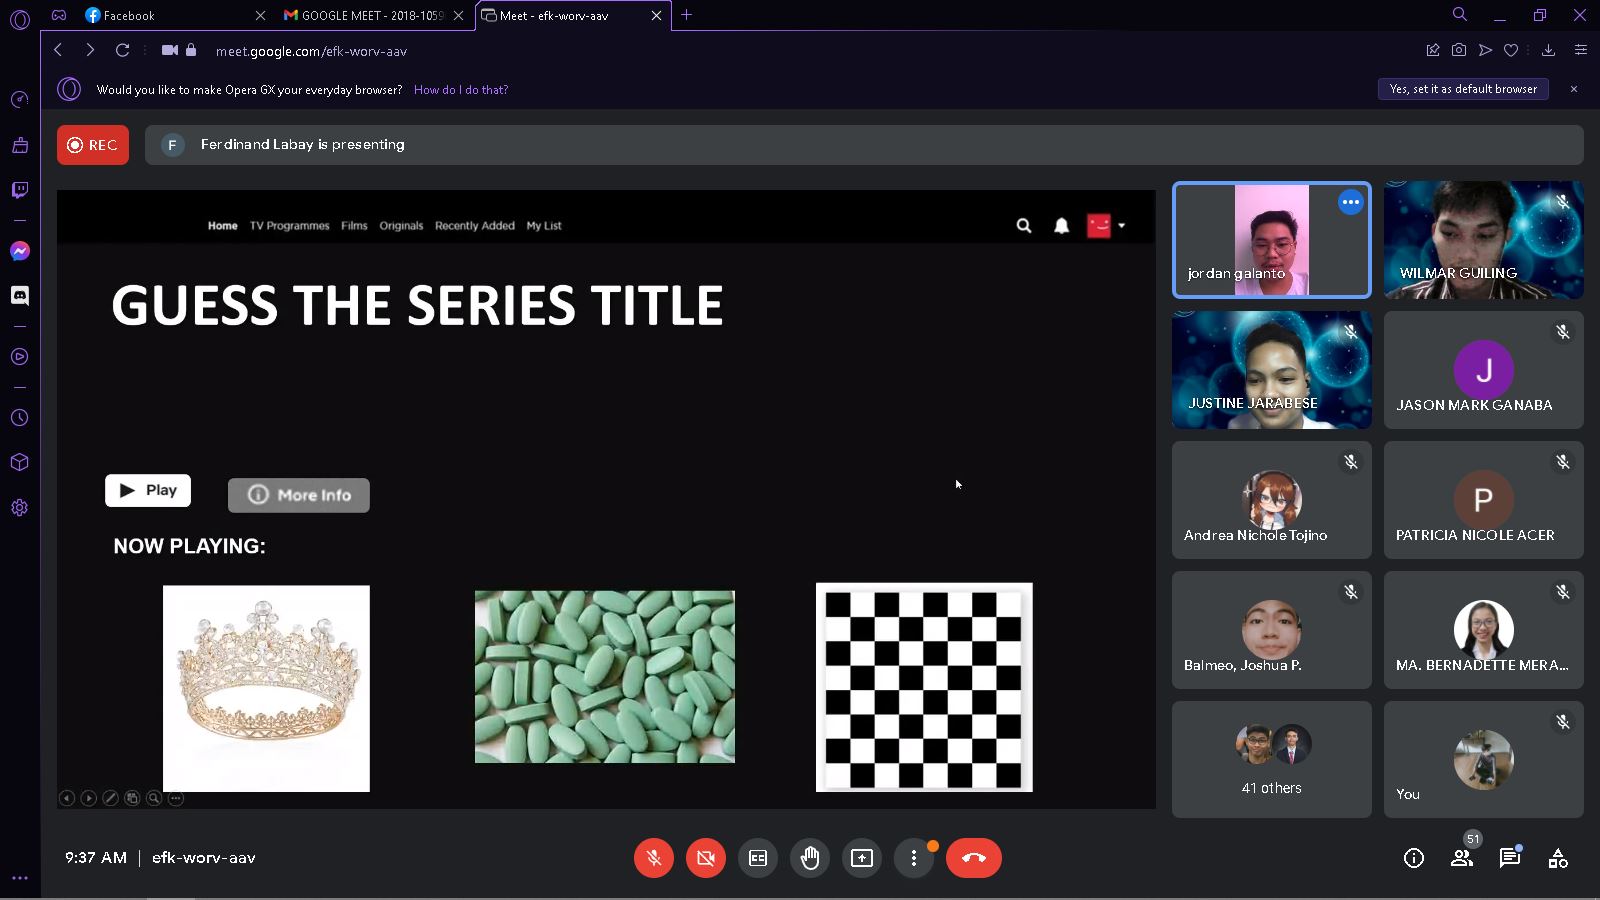 Facebook
GOOGLE MEET - 2018-1059
Meet - efk-worv-aav
meet.google.com/efk-worv-aav
Would you like to make Opera GX your everyday browser? How do I do that?
Yes, set it as default browser
REC
F
Ferdinand Labay is presenting
Home TV Programmes Films Originals Recently Added My List
GUESS THE SERIES TITLE
Play
More Info
NOW PLAYING:
jordan galanto
WILMAR GUILING
JUSTINE JARABESE
J
JASON MARK GANABA
Andrea Nichole Tojino
P
PATRICIA NICOLE ACER
Balmeo, Joshua P.
MA. BERNADETTE MERA...
41 others
You
9:37 AM | efk-worv-aav
51